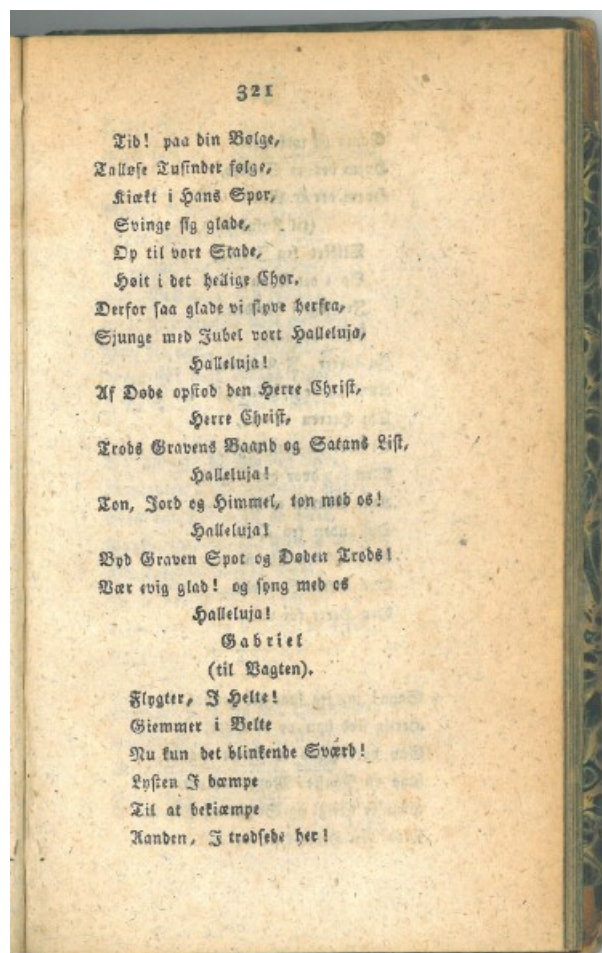 321
Tid! paa din Bølge,
Talløse Tusinder følge,
Kiækt i Hans Spor,
Svinge sig glade,
Op til vort Stade,
Høit i det hellige Chor.
Derfor saa glade vi flyve herfra,
Sjunge med Jubel vort Halleluja,
Halleluja!
Af Døde opstod den Herre Christ,
Herre Christ,
Trods Gravens Baand og Satans List,
Halleluja!
Ton, Jord og Himmel, ton med os!
Halleluja!
Byd Graven Spot og Døden Trods!
Vær evig glad! og syng med os
Halleluja!
Gabriel
(til Vagten).
Flygter, I Helte!
Giemmer i Belte
Nu kun det blinkende Sværd!
Lysten I dæmpe
Til at bekiæmpe
Aanden, I trodsede her!